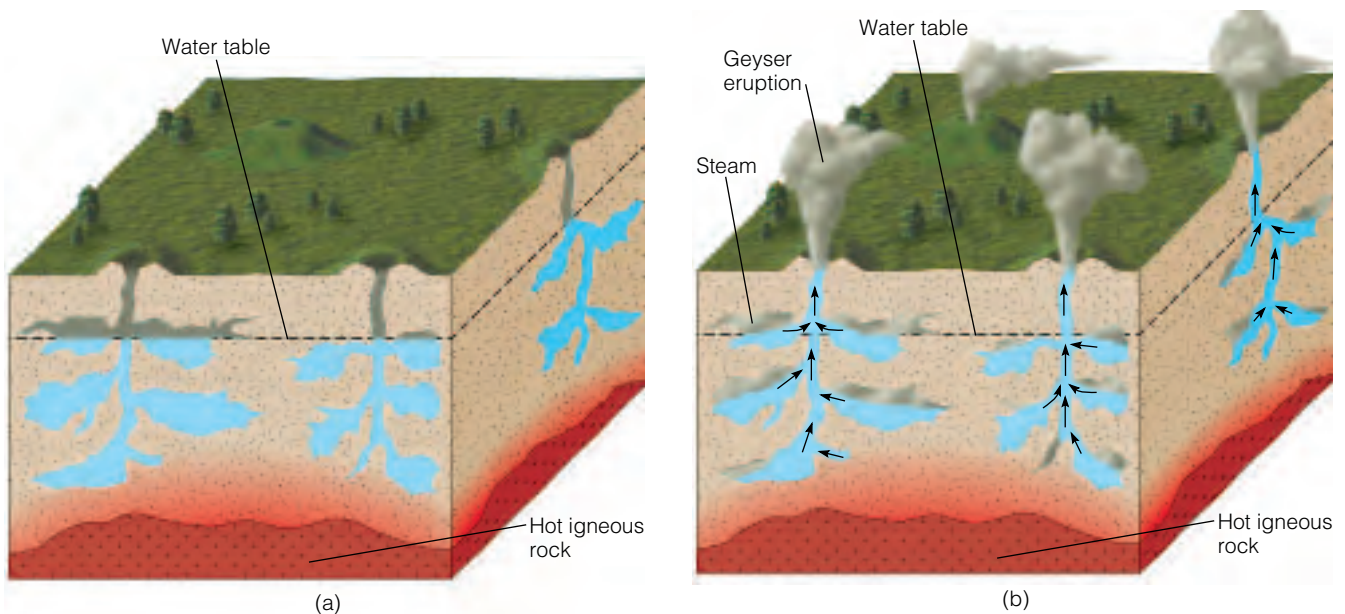 Water table
Hot igneous
rock
(a)
Water table
Geyser
eruption
Steam
Hot igneous
rock
(b)